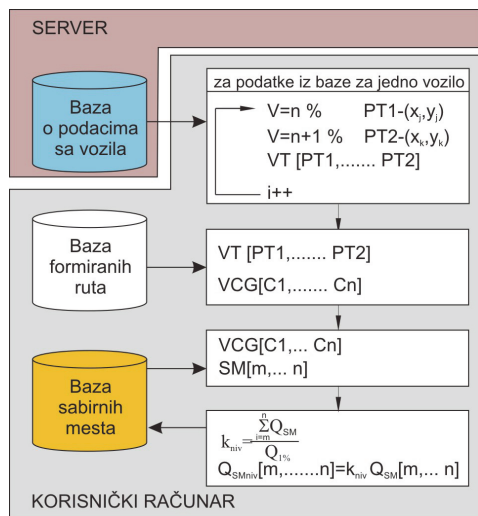 SERVER
Baza
o podacima
sa vozila
za podatke iz baze za jedno vozilo
V=n % PT1-(xj,yj)
V=n+1 % PT2-(xk,yk)
VT [PT1,....... PT2]
i++
Baza
formiranih
ruta
VT [PT1,....... PT2]
VCG[C1,....... Cn]
Baza
sabirnih
mesta
VCG[C1,... Cn]
SM[m,... n]
kniv= n Σ i=m QSM / Q1%
QSMniv[m,.......n]=kniv QSM[m,... n]
KORISNIČKI RAČUNAR